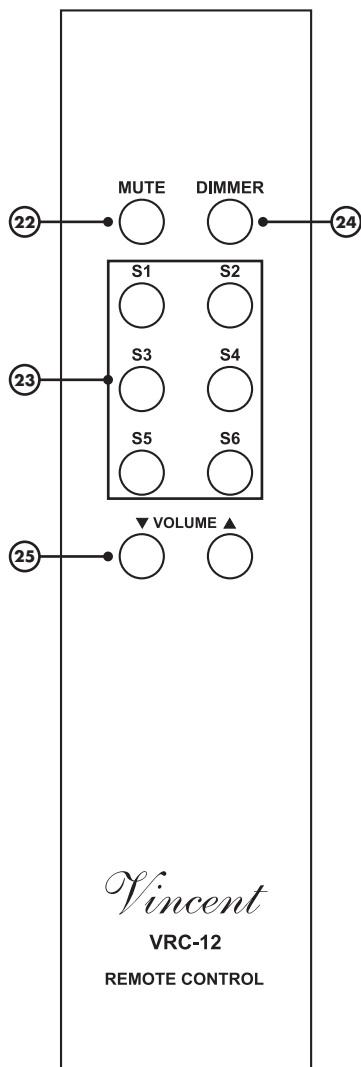 MUTE DIMMER
22 24
S1 S2
S3 S4
23
S5 S6
▼ VOLUME ▲
25
Vincent
VRC-12
REMOTE CONTROL